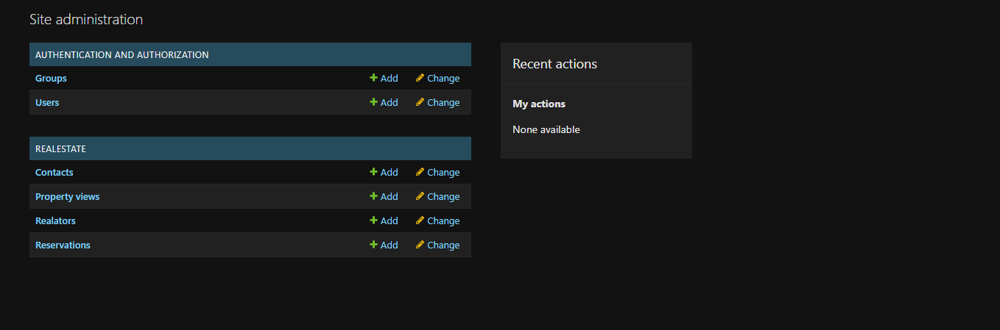 Site administration
AUTHENTICATION AND AUTHORIZATION
Groups Add Change
Users Add Change
REALESTATE
Contacts Add Change
Property views Add Change
Realators Add Change
Reservations Add Change
Recent actions
My actions
None available